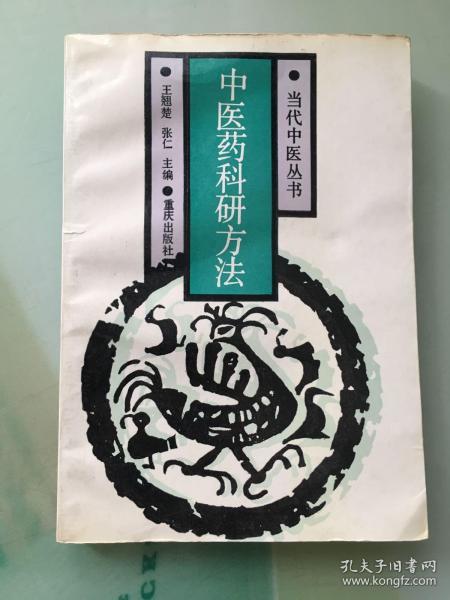 当代中医丛书
中医药科研方法
王翘楚 张仁 主编
重庆出版社
孔夫子旧书网
www.kongfz.com